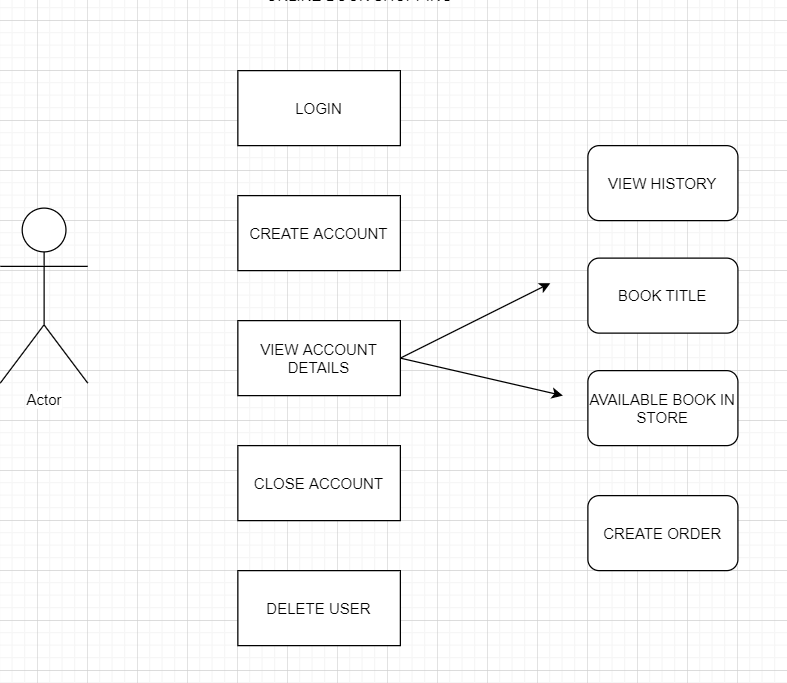 LOGIN
VIEW HISTORY
CREATE ACCOUNT
BOOK TITLE
VIEW ACCOUNT
DETAILS
Actor
AVAILABLE BOOK IN
STORE
CLOSE ACCOUNT
CREATE ORDER
DELETE USER